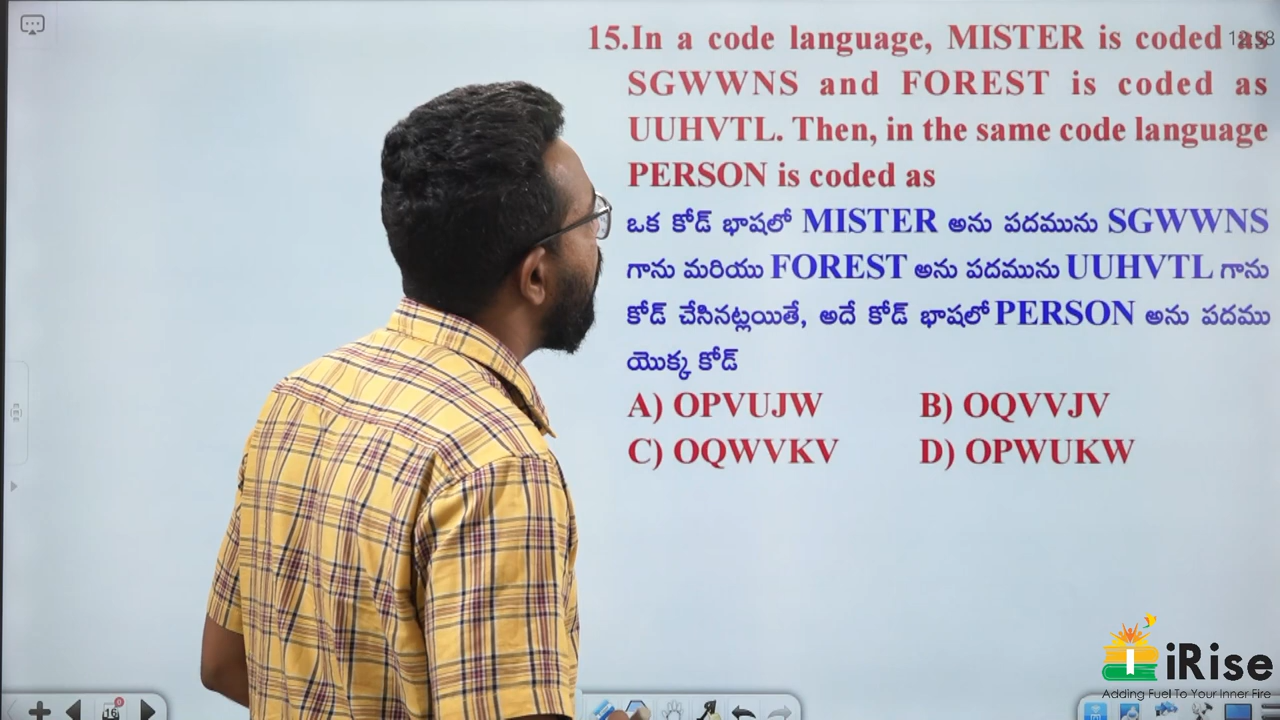 15.In a code language, MISTER is coded as
SGWWNS and FOREST is coded as
UUHVTL. Then, in the same code language
PERSON is coded as
ఒక కోడ్ భాషలో MISTER అను పదమును SGWWNS
గాను మరియు FOREST అను పదమును UUHVTL గాను
కోడ్ చేసినట్లయితే, అదే కోడ్ భాషలో PERSON అను పదము
యొక్క కోడ్
A) OPVUJW B) OQVVJV
C) OQWVKV D) OPWUKW
16
iRise
Adding Fuel To Your Inner Fire